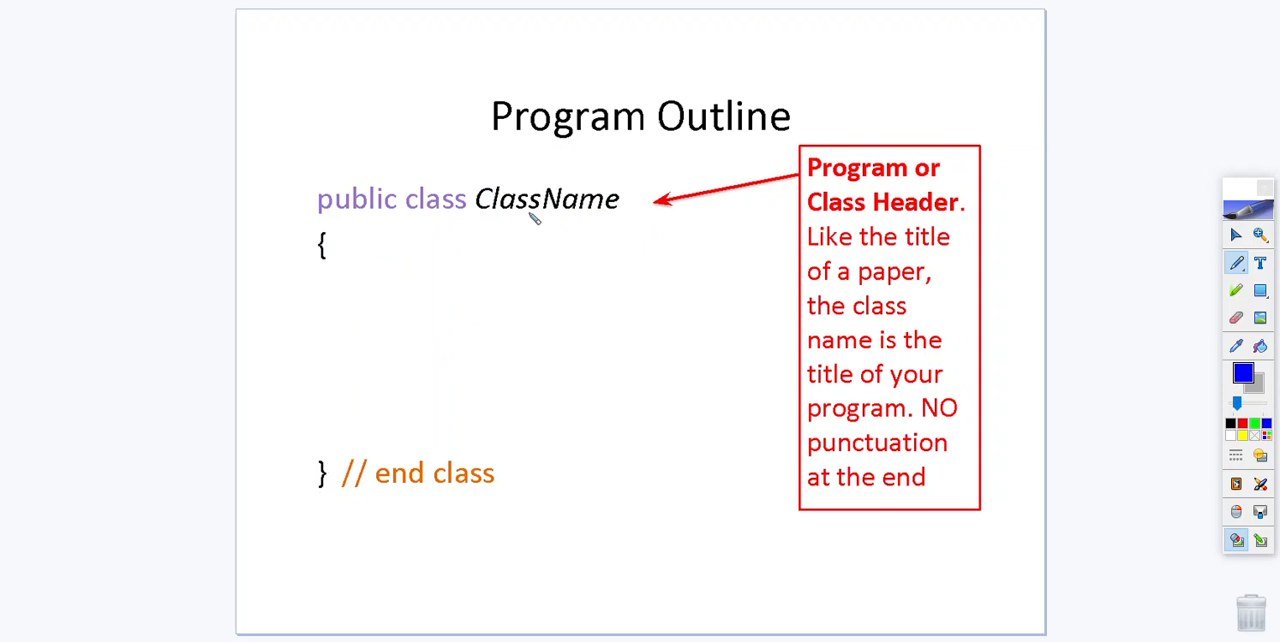 Program Outline
public class ClassName
{
} // end class
Program or
Class Header.
Like the title
of a paper,
the class
name is the
title of your
program. NO
punctuation
at the end
T